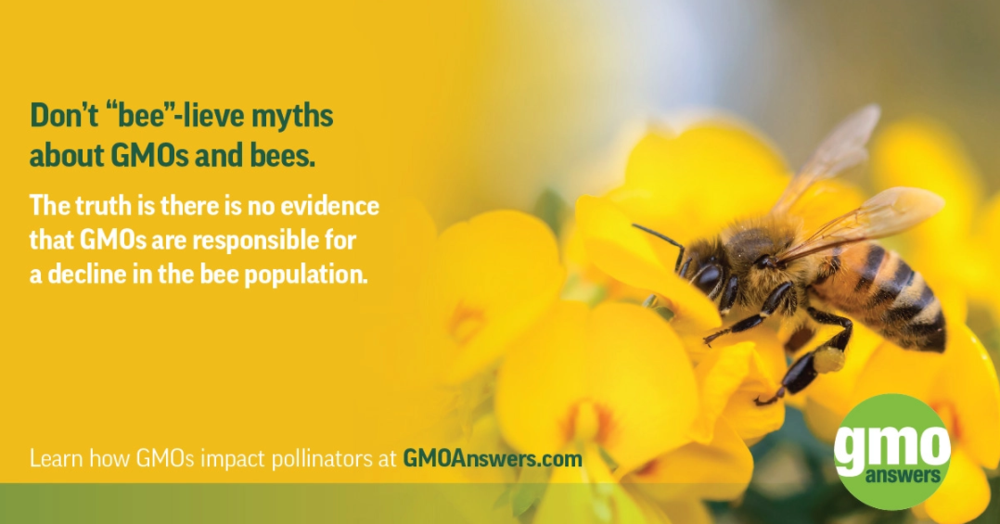 Don't “bee”-lieve myths
about GMOs and bees.
The truth is there is no evidence
that GMOs are responsible for
a decline in the bee population.
Learn how GMOs impact pollinators at GMOAnswers.com
gmo
answers